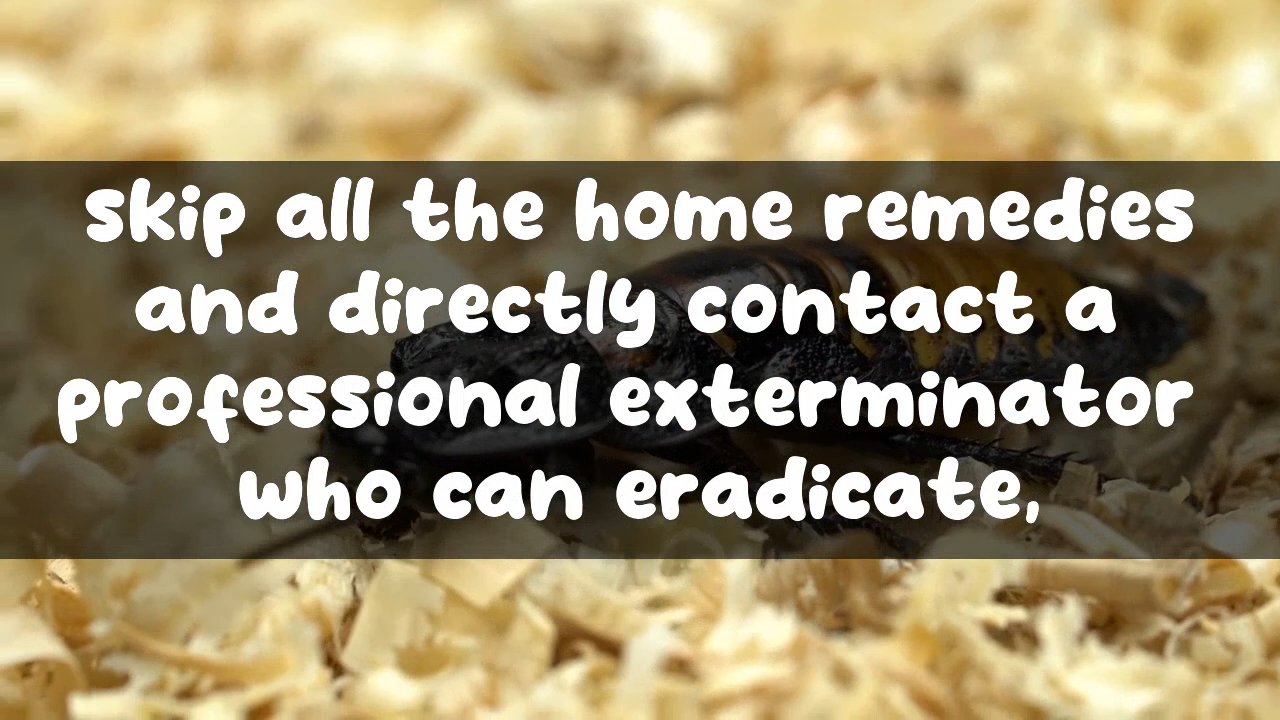 Skip all the home remedies
and directly contact a
professional exterminator
who can eradicate,